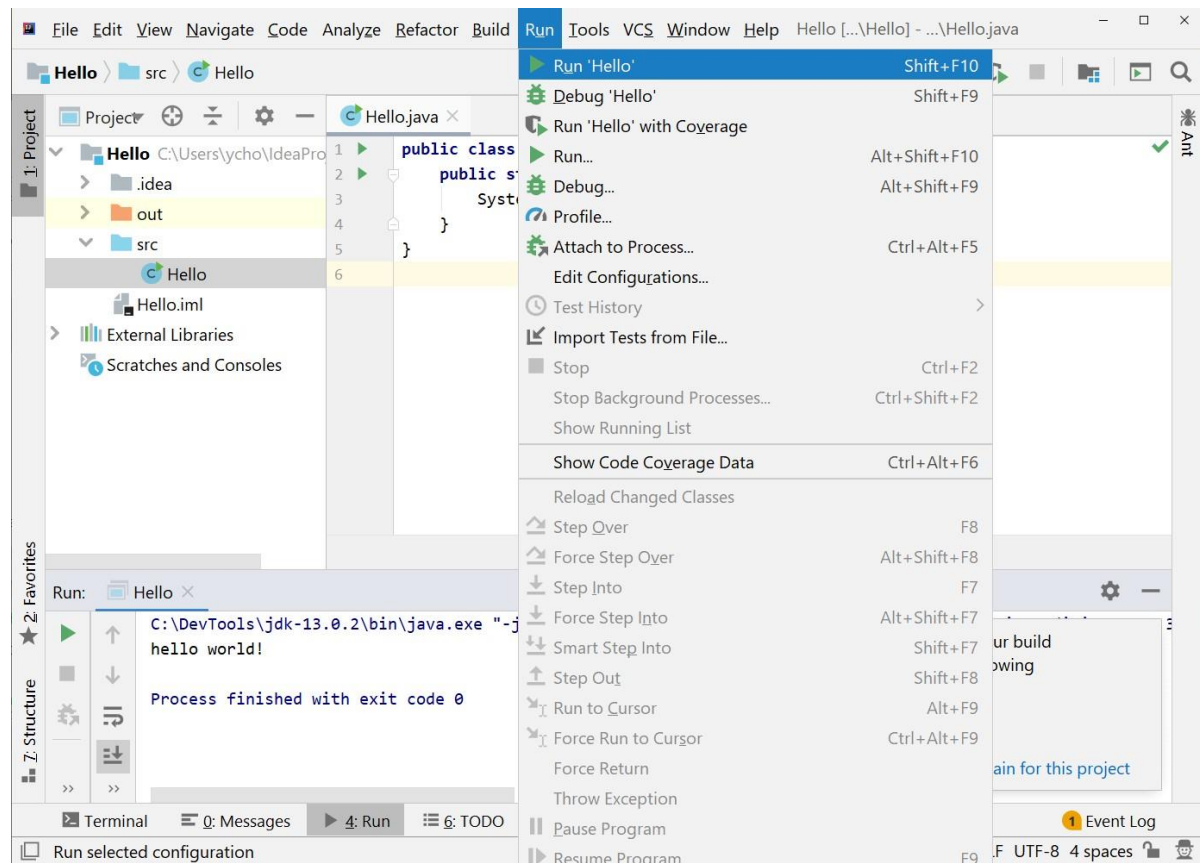 File Edit View Navigate Code Analyze Refactor Build Run Tools VCS Window Help Hello [...\Hello] - ...\Hello.java
Hello src Hello
1: Project
2: Favorites
7: Structure
Project
Hello C:\Users\ycho\IdeaPro
.idea
out
src
Hello
Hello.iml
External Libraries
Scratches and Consoles
Hello.java
1 public class
2 public s
3 Syst
4 }
5 }
6
Run 'Hello' Shift+F10
Debug 'Hello' Shift+F9
Run 'Hello' with Coverage
Run... Alt+Shift+F10
Debug... Alt+Shift+F9
Profile...
Attach to Process... Ctrl+Alt+F5
Edit Configurations...
Test History
Import Tests from File...
Stop Ctrl+F2
Stop Background Processes... Ctrl+Shift+F2
Show Running List
Show Code Coverage Data Ctrl+Alt+F6
Reload Changed Classes
Step Over F8
Force Step Over Alt+Shift+F8
Step Into F7
Force Step Into Alt+Shift+F7
Smart Step Into Shift+F7
Step Out Shift+F8
Run to Cursor Alt+F9
Force Run to Cursor Ctrl+Alt+F9
Force Return
Throw Exception
Pause Program
Resume Program F9
Ant
Run: Hello
C:\DevTools\jdk-13.0.2\bin\java.exe "-j
hello world!
Process finished with exit code 0
ur build
owing
ain for this project
Terminal 0: Messages 4: Run 6: TODO 1 Event Log
Run selected configuration LF UTF-8 4 spaces